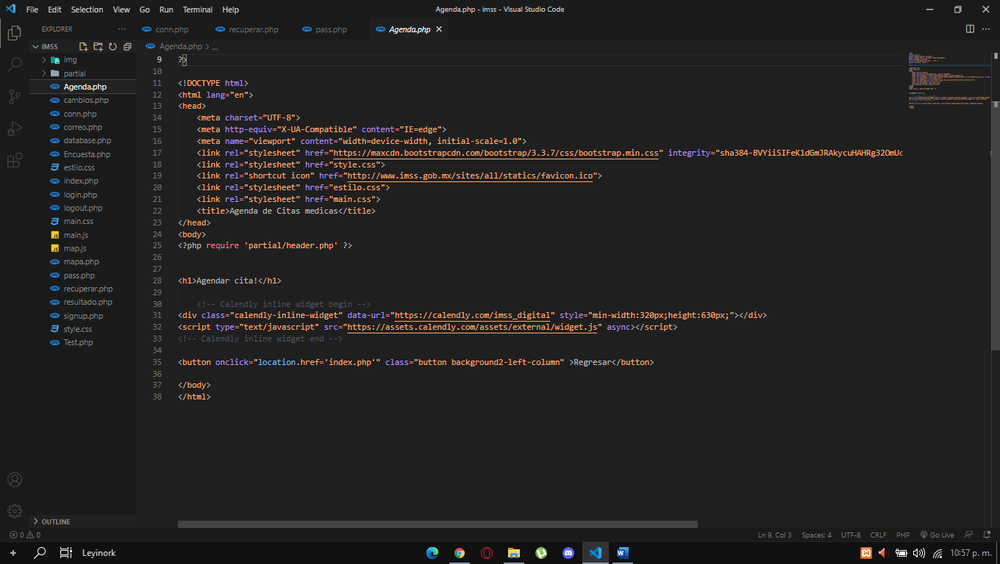 File Edit Selection View Go Run Terminal Help
Agenda.php - imss - Visual Studio Code
EXPLORER
conn.php
recuperar.php
pass.php
Agenda.php
IMSS
img
partial
Agenda.php
cambios.php
conn.php
correo.php
database.php
Encuesta.php
estilo.css
index.php
login.php
logout.php
main.css
main.js
map.js
mapa.php
pass.php
recuperar.php
resultado.php
signup.php
style.css
Test.php
OUTLINE
Agenda.php > ...
9 ?>
10
11 <!DOCTYPE html>
12 <html lang="en">
13 <head>
14 <meta charset="UTF-8">
15 <meta http-equiv="X-UA-Compatible" content="IE=edge">
16 <meta name="viewport" content="width=device-width, initial-scale=1.0">
17 <link rel="stylesheet" href="https://maxcdn.bootstrapcdn.com/bootstrap/3.3.7/css/bootstrap.min.css" integrity="sha384-BVYiiSIFeK1dGmJRAkycuHAHRg32OmUc
18 <link rel="stylesheet" href="style.css">
19 <link rel="shortcut icon" href="http://www.imss.gob.mx/sites/all/statics/favicon.ico">
20 <link rel="stylesheet" href="estilo.css">
21 <link rel="stylesheet" href="main.css">
22 <title>Agenda de Citas medicas</title>
23 </head>
24 <body>
25 <?php require 'partial/header.php' ?>
26
27
28 <h1>Agendar cita!</h1>
29
30 <!-- Calendly inline widget begin -->
31 <div class="calendly-inline-widget" data-url="https://calendly.com/imss_digital" style="min-width:320px;height:630px;"></div>
32 <script type="text/javascript" src="https://assets.calendly.com/assets/external/widget.js" async></script>
33 <!-- Calendly inline widget end -->
34
35 <button onclick="location.href='index.php'" class="button background2-left-column" >Regresar</button>
36
37 </body>
38 </html>
0 0
Ln 9, Col 3 Spaces: 4 UTF-8 CRLF PHP Go Live
Leyinork
10:57 p. m.